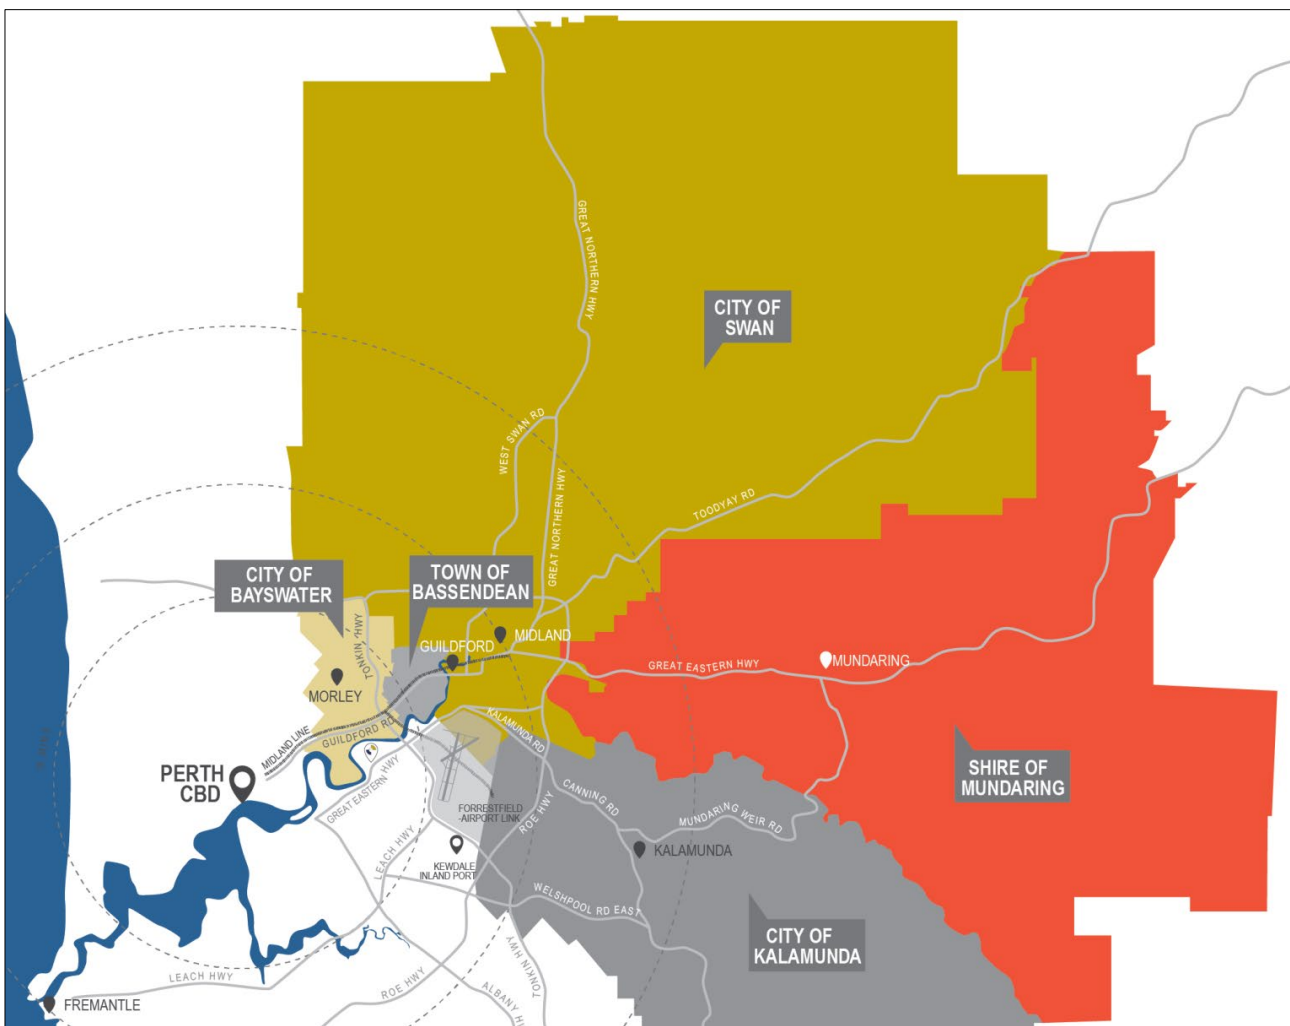 GREAT NORTHERN HWY
CITY OF
SWAN
WEST SWAN RD
GREAT NORTHERN HWY
TOODYAY RD
CITY OF
BAYSWATER
TOWN OF
BASSENDEAN
TONKIN HWY
GUILDFORD
MIDLAND
GREAT EASTERN HWY
MUNDARING
MORLEY
MIDLAND LINE
GUILDFORD RD
KALAMUNDA RD
PERTH
CBD
GREAT EASTERN HWY
FORRESTFIELD
-AIRPORT LINK
ROE HWY
CANNING RD
MUNDARING WEIR RD
SHIRE OF
MUNDARING
LEACH HWY
KEWDALE
INLAND PORT
KALAMUNDA
WELSHPOOL RD EAST
CITY OF
KALAMUNDA
LEACH HWY
ROE HWY
TONKIN HWY
ALBANY H
FREMANTLE